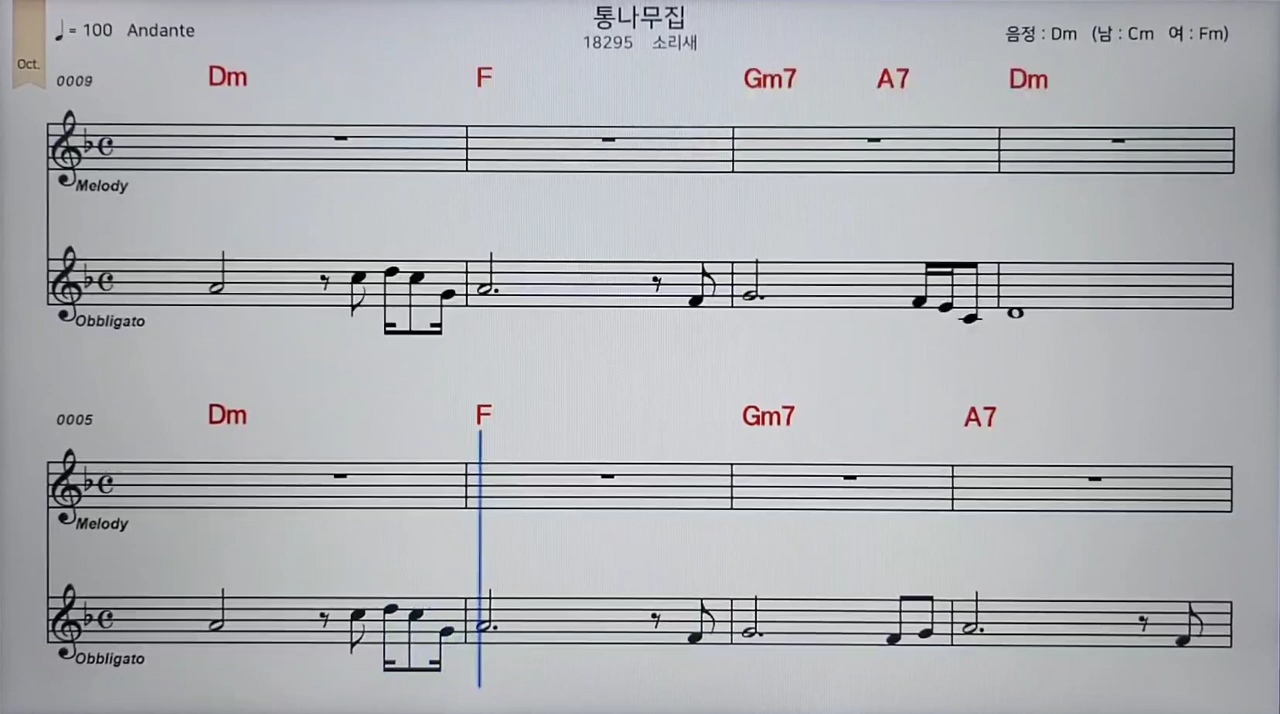 통나무집
♩= 100 Andante
18295 소리새
음정 : Dm (남 : Cm 여 : Fm)
Oct.
0009
Dm F Gm7 A7 Dm
Melody
Obbligato
0005
Dm F Gm7 A7
Melody
Obbligato